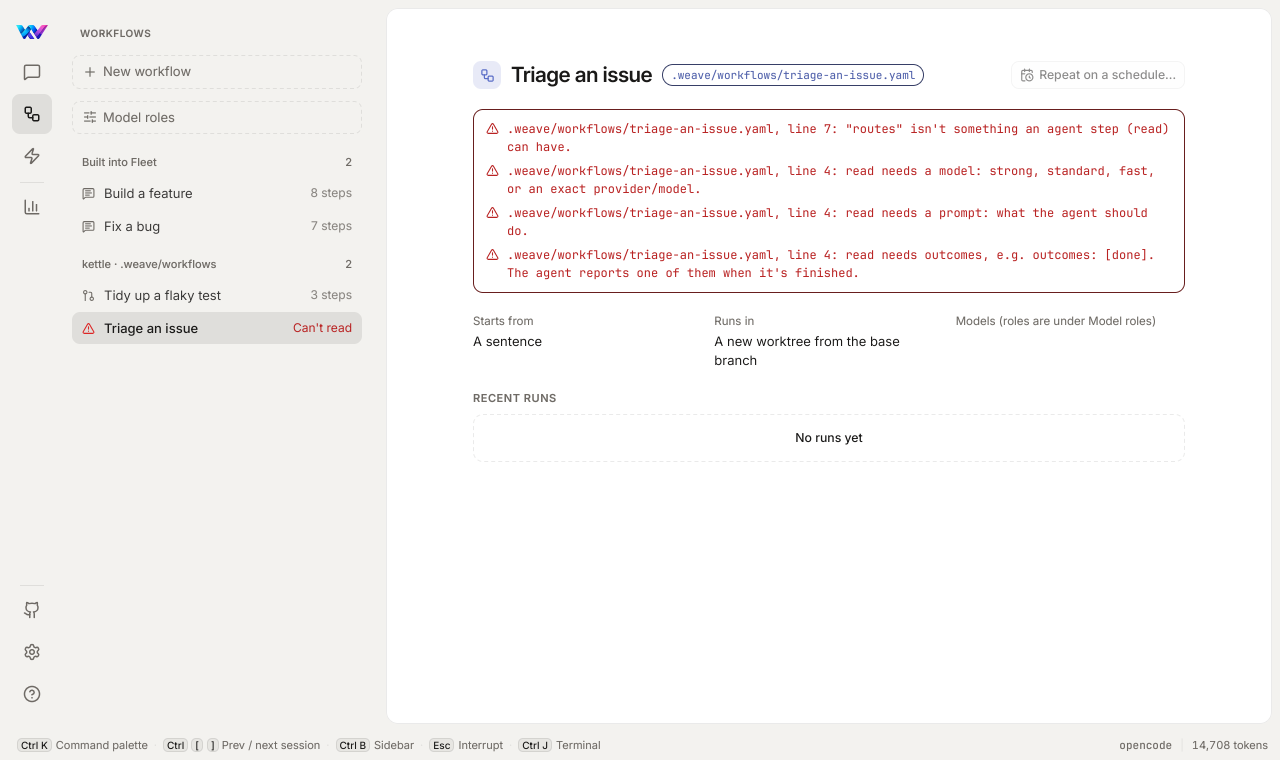 WORKFLOWS
New workflow
Model roles
Built into Fleet 2
Build a feature 8 steps
Fix a bug 7 steps
kettle · .weave/workflows 2
Tidy up a flaky test 3 steps
Triage an issue Can't read
Triage an issue .weave/workflows/triage-an-issue.yaml Repeat on a schedule...
.weave/workflows/triage-an-issue.yaml, line 7: "routes" isn't something an agent step (read)
can have.
.weave/workflows/triage-an-issue.yaml, line 4: read needs a model: strong, standard, fast,
or an exact provider/model.
.weave/workflows/triage-an-issue.yaml, line 4: read needs a prompt: what the agent should
do.
.weave/workflows/triage-an-issue.yaml, line 4: read needs outcomes, e.g. outcomes: [done].
The agent reports one of them when it's finished.
Starts from
A sentence
Runs in
A new worktree from the base
branch
Models (roles are under Model roles)
RECENT RUNS
No runs yet
Ctrl K Command palette Ctrl [ ] Prev / next session Ctrl B Sidebar Esc Interrupt Ctrl J Terminal opencode 14,708 tokens